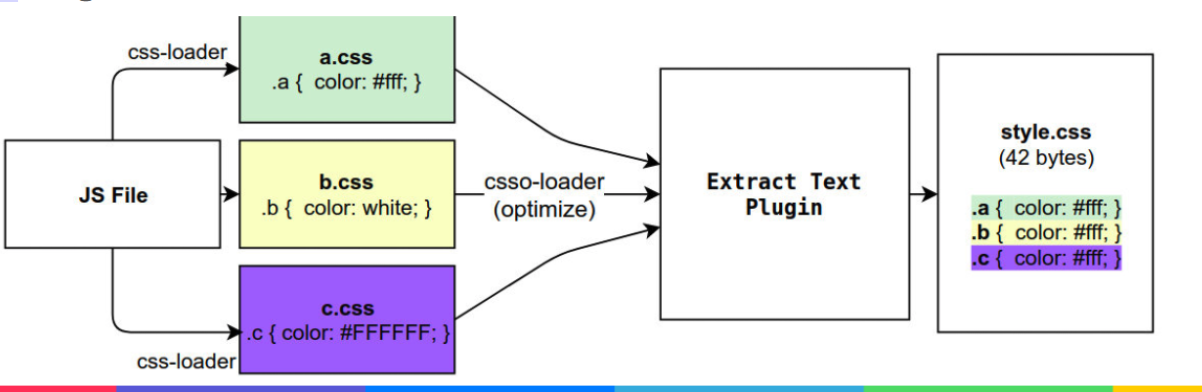 css-loader
a.css
.a { color: #fff; }
JS File
b.css
.b { color: white; }
csso-loader
(optimize)
c.css
.c { color: #FFFFFF; }
css-loader
Extract Text
Plugin
style.css
(42 bytes)
.a { color: #fff; }
.b { color: #fff; }
.c { color: #fff; }